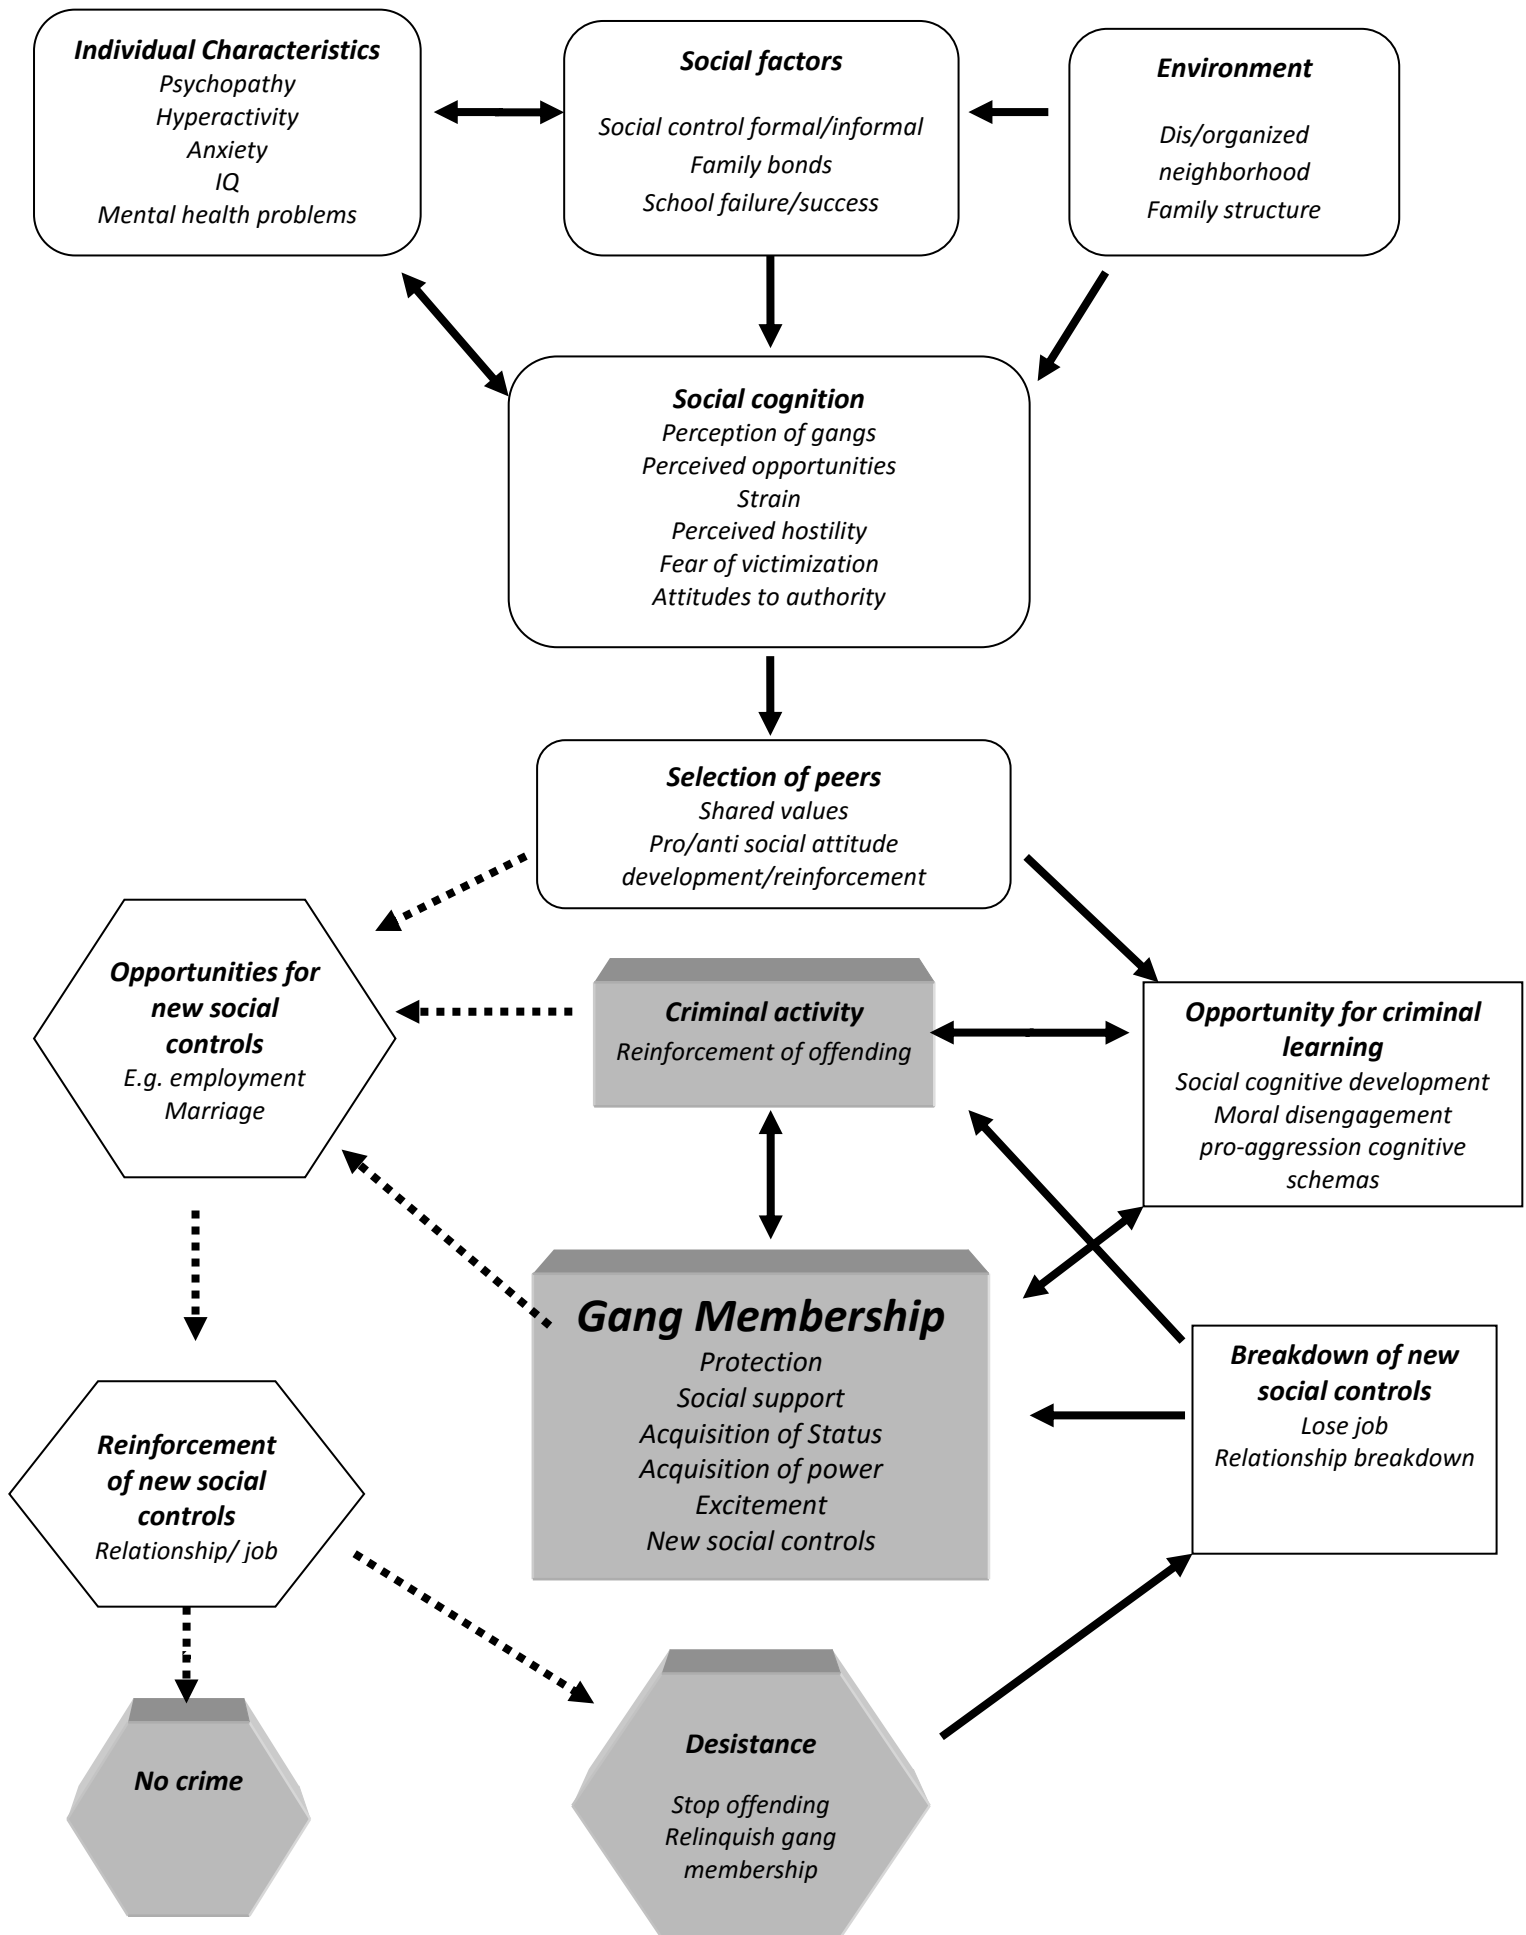 Individual Characteristics
Psychopathy
Hyperactivity
Anxiety
IQ
Mental health problems
Social factors
Social control formal/informal
Family bonds
School failure/success
Environment
Dis/organized
neighborhood
Family structure
Social cognition
Perception of gangs
Perceived opportunities
Strain
Perceived hostility
Fear of victimization
Attitudes to authority
Selection of peers
Shared values
Pro/anti social attitude
development/reinforcement
Opportunities for
new social
controls
E.g. employment
Marriage
Criminal activity
Reinforcement of offending
Opportunity for criminal
learning
Social cognitive development
Moral disengagement
pro-aggression cognitive
schemas
Gang Membership
Protection
Social support
Acquisition of Status
Acquisition of power
Excitement
New social controls
Breakdown of new
social controls
Lose job
Relationship breakdown
Reinforcement
of new social
controls
Relationship/ job
No crime
Desistance
Stop offending
Relinquish gang
membership